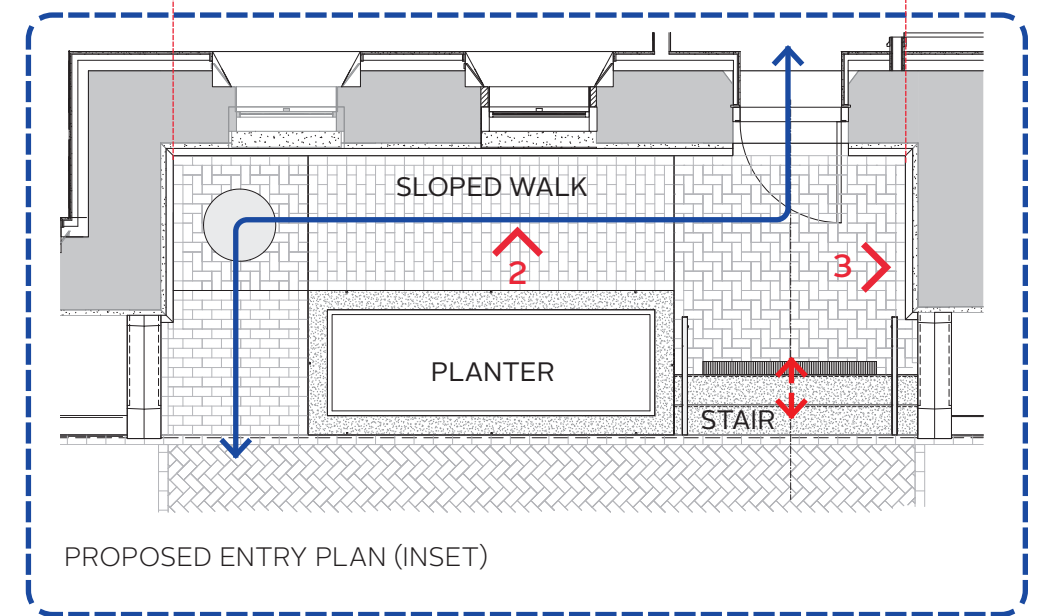 SLOPED WALK
2
3
PLANTER
STAIR
PROPOSED ENTRY PLAN (INSET)